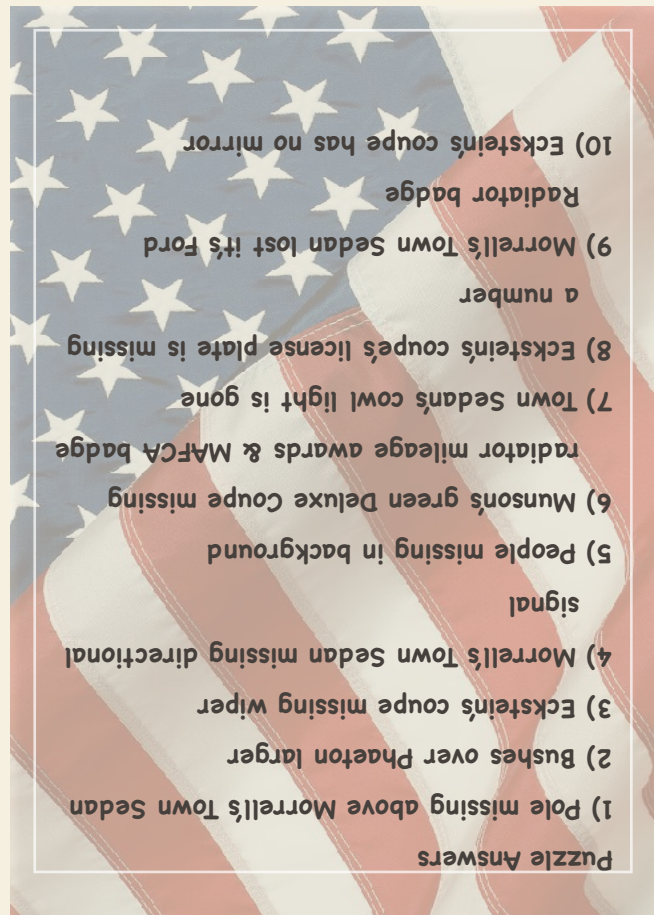 Puzzle Answers
1) Pole missing above Morrell's Town Sedan
2) Bushes over Phaeton larger
3) Eckstein's coupe missing wiper
4) Morrell's Town Sedan missing directional
signal
5) People missing in background
6) Munson's green Deluxe Coupe missing
radiator mileage awards & MAFCA badge
7) Town Sedan's cowl light is gone
8) Eckstein's coupe's license plate is missing
a number
9) Morrell's Town Sedan lost it's Ford
Radiator badge
10) Eckstein's coupe has no mirror